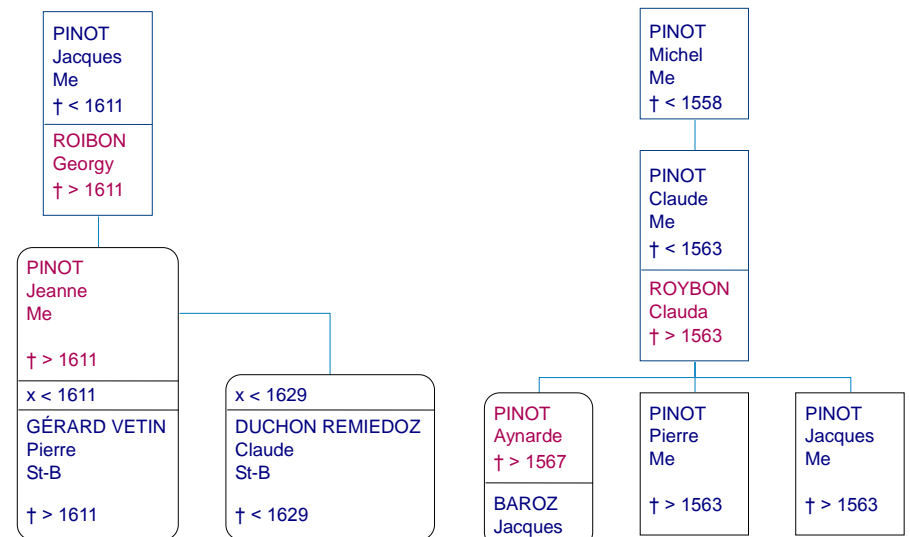 PINOT
Jacques
Me
† < 1611
ROIBON
Georgy
† > 1611
PINOT
Jeanne
Me
† > 1611
x < 1611
GÉRARD VETIN
Pierre
St-B
† > 1611
x < 1629
DUCHON REMIEDOZ
Claude
St-B
† < 1629
PINOT
Michel
Me
† < 1558
PINOT
Claude
Me
† < 1563
ROYBON
Clauda
† > 1563
PINOT
Aynarde
† > 1567
BAROZ
Jacques
PINOT
Pierre
Me
† > 1563
PINOT
Jacques
Me
† > 1563